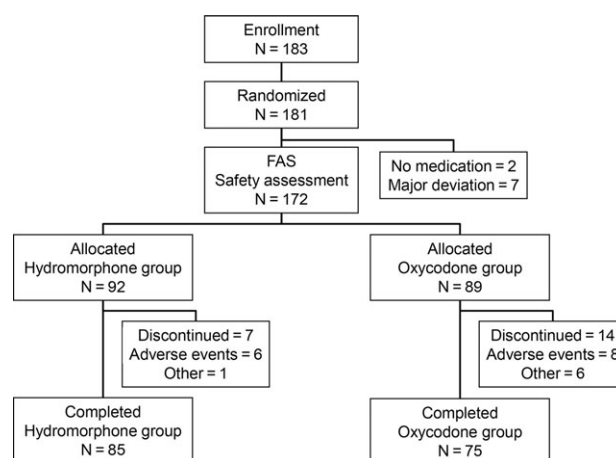 Enrollment
N = 183
Randomized
N = 181
No medication = 2
Major deviation = 7
FAS
Safety assessment
N = 172
Allocated
Hydromorphone group
N = 92
Allocated
Oxycodone group
N = 89
Discontinued = 7
Adverse events = 6
Other = 1
Discontinued = 14
Adverse events = 8
Other = 6
Completed
Hydromorphone group
N = 85
Completed
Oxycodone group
N = 75